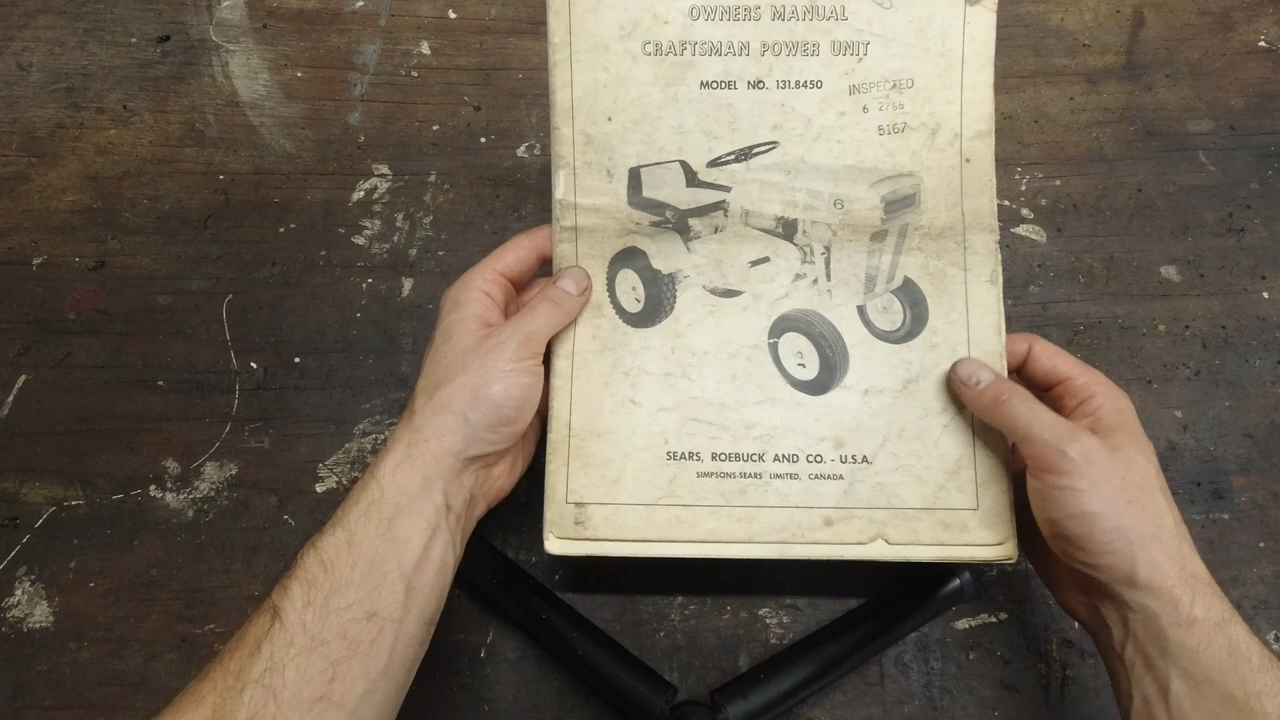 OWNERS MANUAL
CRAFTSMAN POWER UNIT
MODEL NO. 131.8450
INSPECTED
6 2766
5167
6
SEARS, ROEBUCK AND CO. - U.S.A.
SIMPSONS-SEARS LIMITED, CANADA